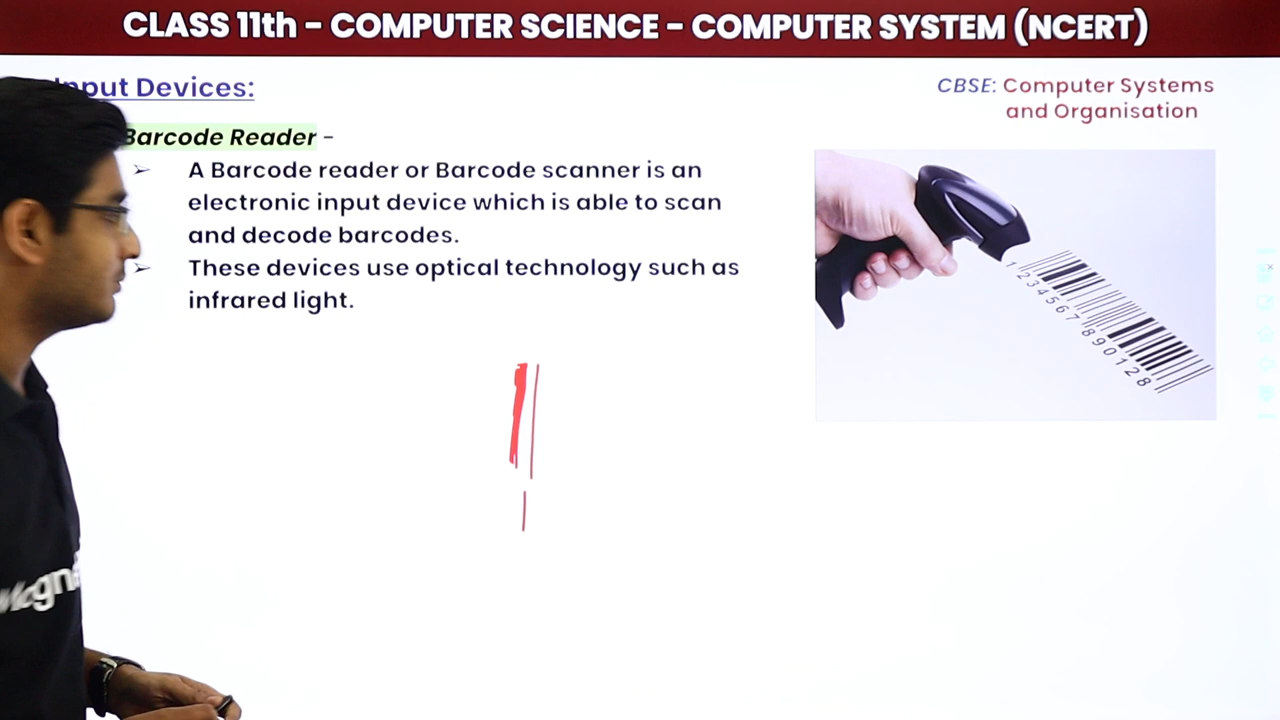 CLASS 11th - COMPUTER SCIENCE - COMPUTER SYSTEM (NCERT)
Input Devices:
CBSE: Computer Systems
and Organisation
Barcode Reader -
➢ A Barcode reader or Barcode scanner is an
electronic input device which is able to scan
and decode barcodes.
➢ These devices use optical technology such as
infrared light.
1234567890128